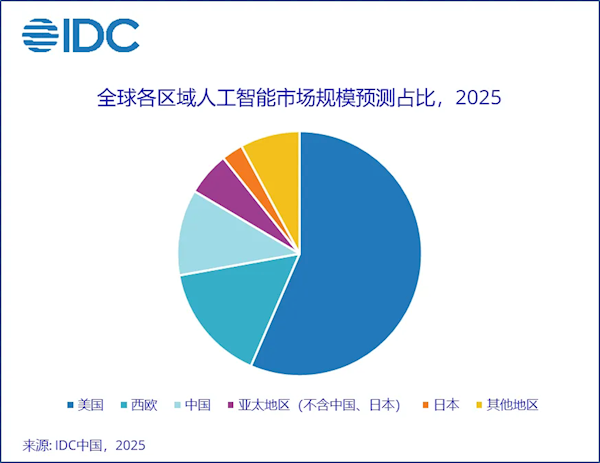 IDC
全球各区域人工智能市场规模预测占比，2025
美国 西欧 中国 亚太地区（不含中国、日本） 日本 其他地区
来源: IDC中国，2025